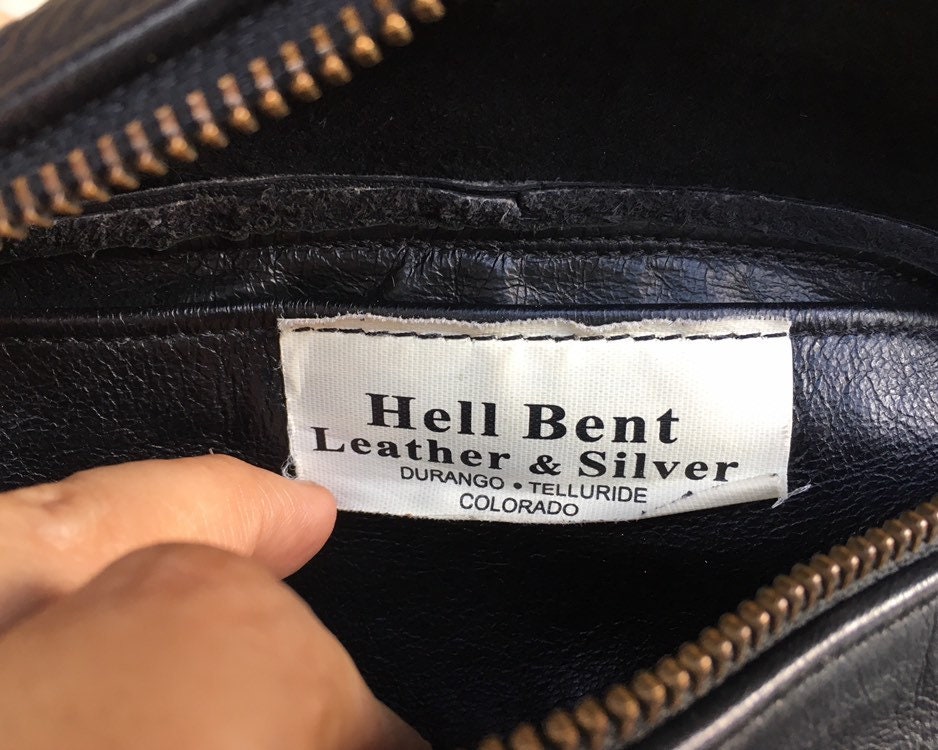 Hell Bent
Leather & Silver
DURANGO • TELLURIDE
COLORADO